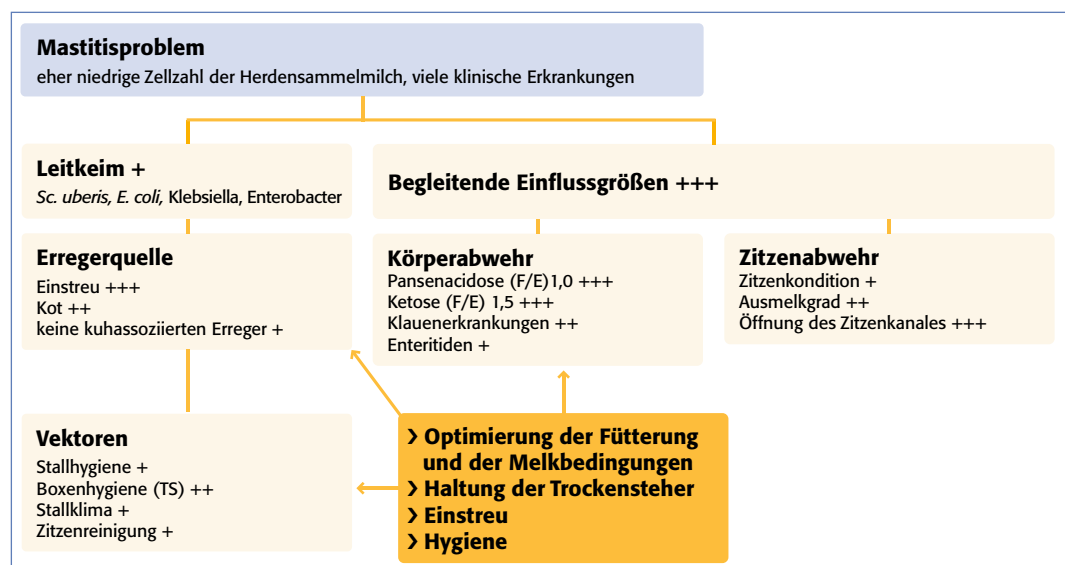 Mastitisproblem
eher niedrige Zellzahl der Herdensammelmilch, viele klinische Erkrankungen
Leitkeim +
Sc. uberis, E. coli, Klebsiella, Enterobacter
Begleitende Einflussgrößen +++
Erregerquelle
Einstreu +++
Kot ++
keine kuhassoziierten Erreger +
Körperabwehr
Pansenacidose (F/E)1,0 +++
Ketose (F/E) 1,5 +++
Klauenerkrankungen ++
Enteritiden +
Zitzenabwehr
Zitzenkondition +
Ausmelkgrad ++
Öffnung des Zitzenkanales +++
Vektoren
Stallhygiene +
Boxenhygiene (TS) ++
Stallklima +
Zitzenreinigung +
❯ Optimierung der Fütterung
und der Melkbedingungen
❯ Haltung der Trockensteher
❯ Einstreu
❯ Hygiene